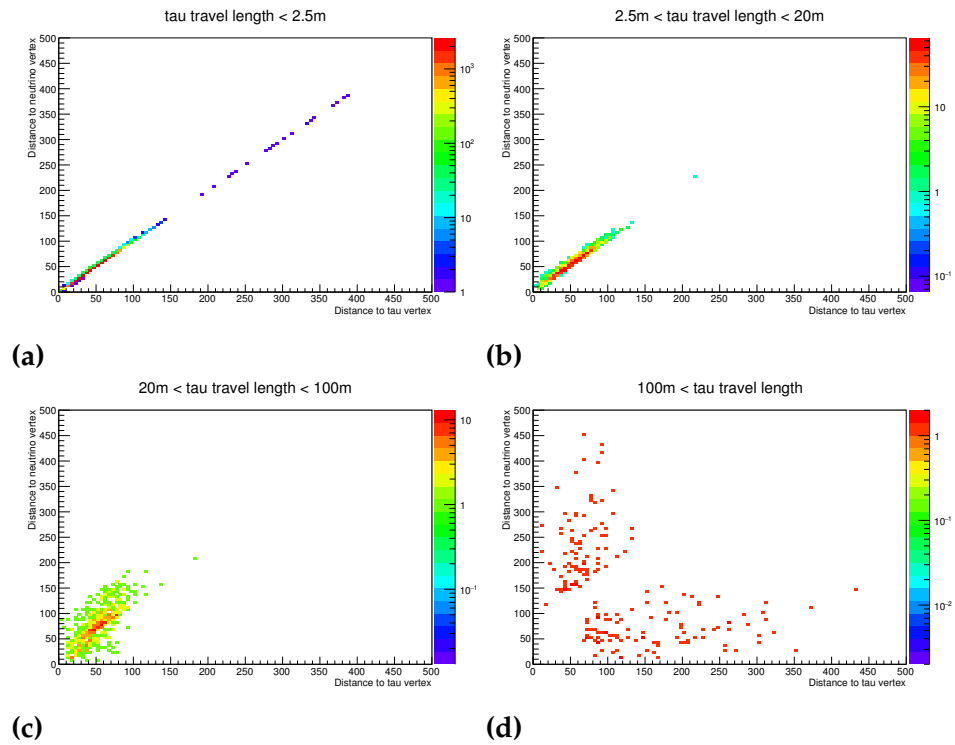 tau travel length < 2.5m
2.5m < tau travel length < 20m
Distance to neutrino vertex
500
450
400
350
300
250
200
150
100
50
0
0 50 100 150 200 250 300 350 400 450 500
Distance to tau vertex
10³
10²
10
1
Distance to neutrino vertex
500
450
400
350
300
250
200
150
100
50
0
0 50 100 150 200 250 300 350 400 450 500
Distance to tau vertex
10
1
10⁻¹
(a)
(b)
20m < tau travel length < 100m
100m < tau travel length
Distance to neutrino vertex
500
450
400
350
300
250
200
150
100
50
0
0 50 100 150 200 250 300 350 400 450 500
Distance to tau vertex
10
1
10⁻¹
Distance to neutrino vertex
500
450
400
350
300
250
200
150
100
50
0
0 50 100 150 200 250 300 350 400 450 500
Distance to tau vertex
1
10⁻¹
10⁻²
(c)
(d)